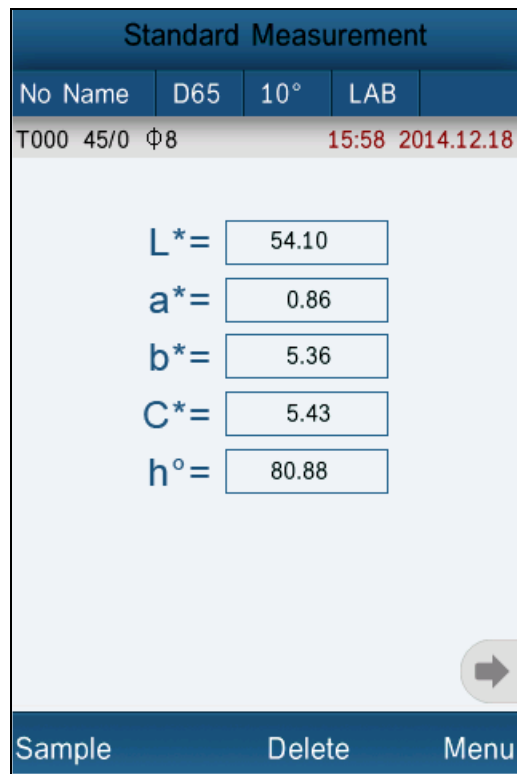 Standard Measurement
No Name D65 10° LAB
T000 45/0 Φ8 15:58 2014.12.18
L*= 54.10
a*= 0.86
b*= 5.36
C*= 5.43
h°= 80.88
Sample Delete Menu